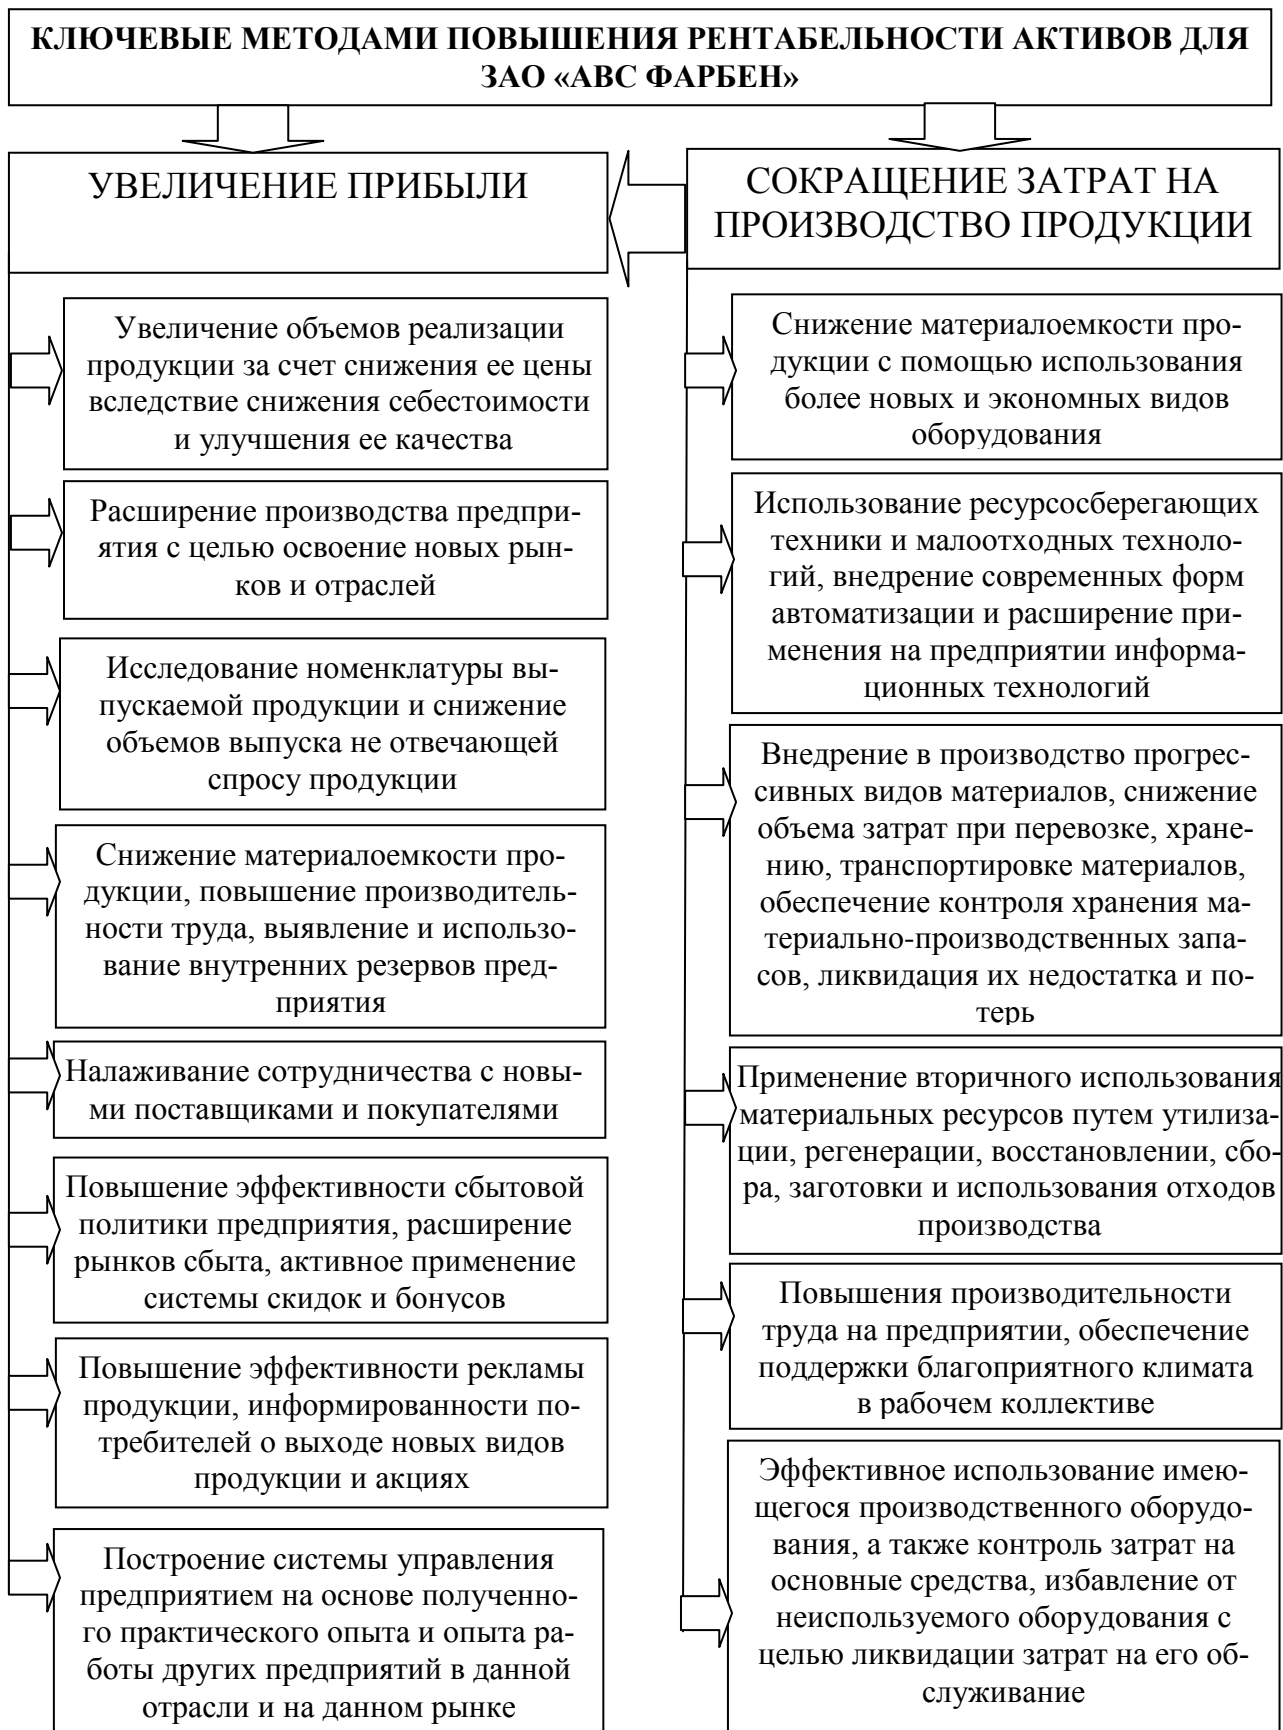 КЛЮЧЕВЫЕ МЕТОДАМИ ПОВЫШЕНИЯ РЕНТАБЕЛЬНОСТИ АКТИВОВ ДЛЯ
ЗАО «АВС ФАРБЕН»
УВЕЛИЧЕНИЕ ПРИБЫЛИ
Увеличение объемов реализации
продукции за счет снижения ее цены
вследствие снижения себестоимости
и улучшения ее качества
Расширение производства предпри-
ятия с целью освоение новых рын-
ков и отраслей
Исследование номенклатуры вы-
пускаемой продукции и снижение
объемов выпуска не отвечающей
спросу продукции
Снижение материалоемкости про-
дукции, повышение производитель-
ности труда, выявление и использо-
вание внутренних резервов пред-
приятия
Налаживание сотрудничества с новы-
ми поставщиками и покупателями
Повышение эффективности сбытовой
политики предприятия, расширение
рынков сбыта, активное применение
системы скидок и бонусов
Повышение эффективности рекламы
продукции, информированности по-
требителей о выходе новых видов
продукции и акциях
Построение системы управления
предприятием на основе полученно-
го практического опыта и опыта ра-
боты других предприятий в данной
отрасли и на данном рынке
СОКРАЩЕНИЕ ЗАТРАТ НА
ПРОИЗВОДСТВО ПРОДУКЦИИ
Снижение материалоемкости про-
дукции с помощью использования
более новых и экономных видов
оборудования
Использование ресурсосберегающих
техники и малоотходных техноло-
гий, внедрение современных форм
автоматизации и расширение при-
менения на предприятии информа-
ционных технологий
Внедрение в производство прогрес-
сивных видов материалов, снижение
объема затрат при перевозке, хране-
нию, транспортировке материалов,
обеспечение контроля хранения ма-
териально-производственных запа-
сов, ликвидация их недостатка и по-
терь
Применение вторичного использования
материальных ресурсов путем утилиза-
ции, регенерации, восстановлении, сбо-
ра, заготовки и использования отходов
производства
Повышения производительности
труда на предприятии, обеспечение
поддержки благоприятного климата
в рабочем коллективе
Эффективное использование имею-
щегося производственного оборудо-
вания, а также контроль затрат на
основные средства, избавление от
неиспользуемого оборудования с
целью ликвидации затрат на его об-
служивание